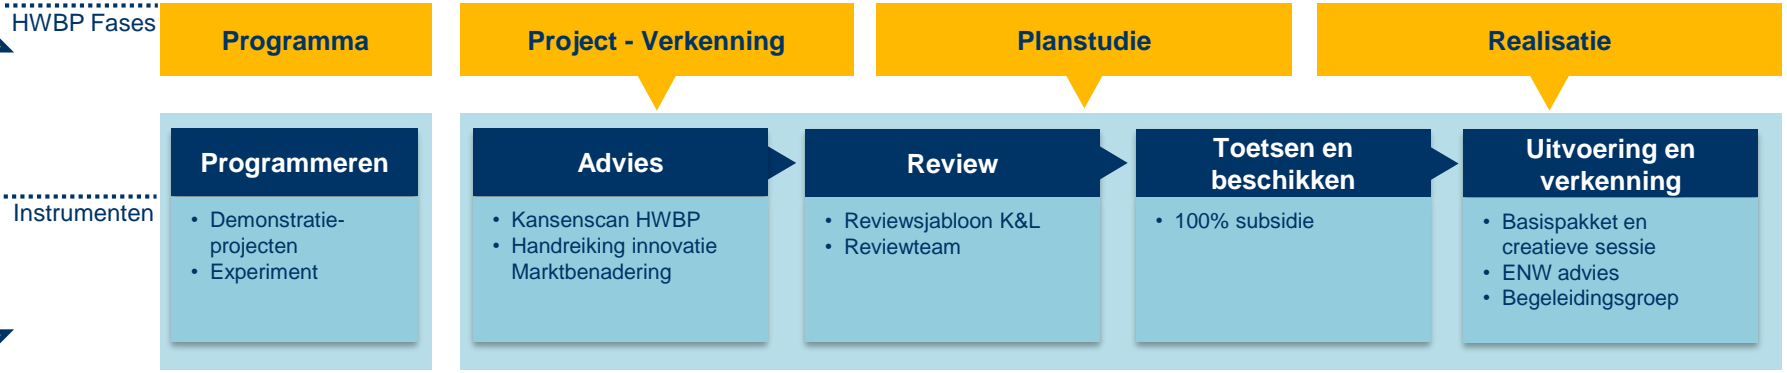 HWBP Fases
Programma
Project - Verkenning
Planstudie
Realisatie
Instrumenten
Programmeren
• Demonstratie-
projecten
• Experiment
Advies
• Kansenscan HWBP
• Handreiking innovatie
Marktbenadering
Review
• Reviewsjabloon K&L
• Reviewteam
Toetsen en
beschikken
• 100% subsidie
Uitvoering en
verkenning
• Basispakket en
creatieve sessie
• ENW advies
• Begeleidingsgroep